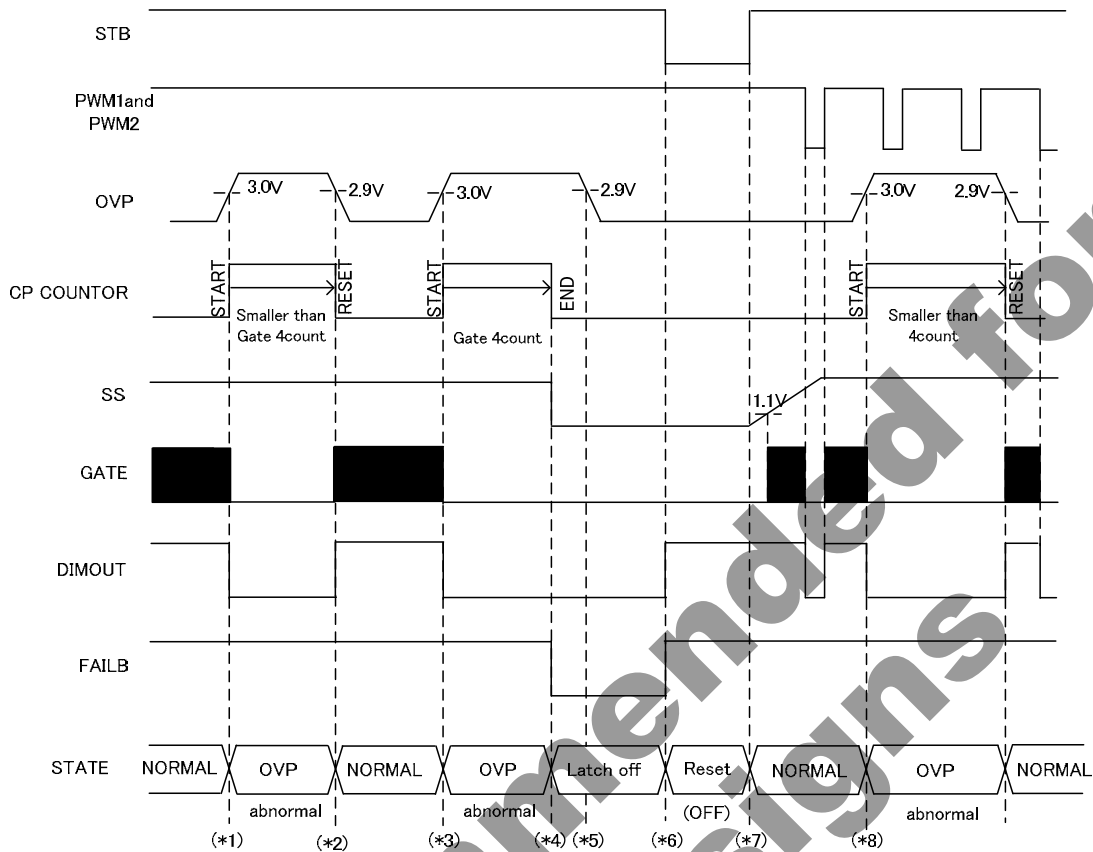 STB
PWM1and
PWM2
OVP
3.0V
2.9V
3.0V
2.9V
3.0V
2.9V
CP COUNTOR
START
RESET
START
END
START
RESET
Smaller than
Gate 4count
Gate 4count
Smaller than
4count
SS
1.1V
GATE
DIMOUT
FAILB
STATE
NORMAL
OVP
NORMAL
OVP
Latch off
Reset
NORMAL
OVP
NORMAL
abnormal
abnormal
(OFF)
abnormal
(*1)
(*2)
(*3)
(*4)
(*5)
(*6)
(*7)
(*8)
mmended for
signs